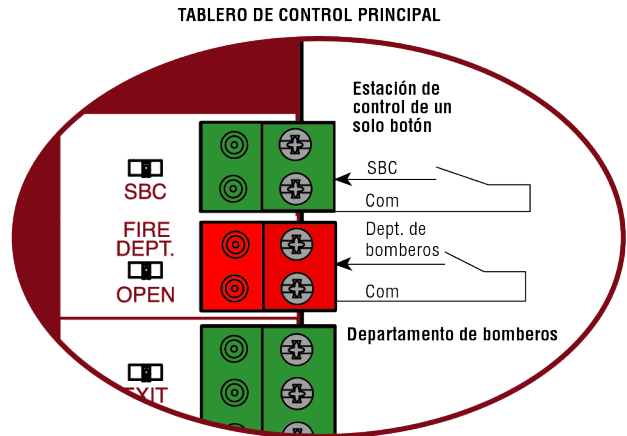 TABLERO DE CONTROL PRINCIPAL
Estación de
control de un
solo botón
SBC
SBC
Com
FIRE
DEPT.
Dept. de
bomberos
OPEN
Com
Departamento de bomberos
EXIT